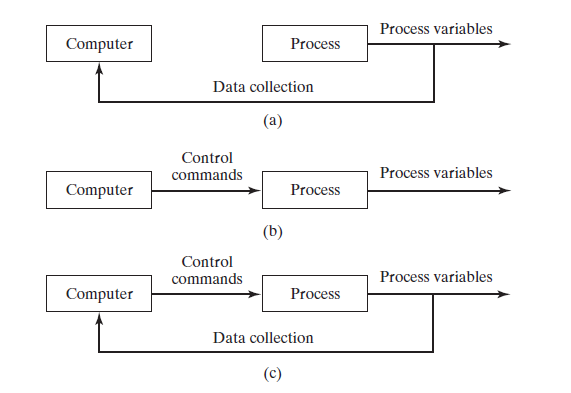 Process variables
Computer
Process
Data collection
(a)
Control
commands
Process variables
Computer
Process
(b)
Control
commands
Process variables
Computer
Process
Data collection
(c)